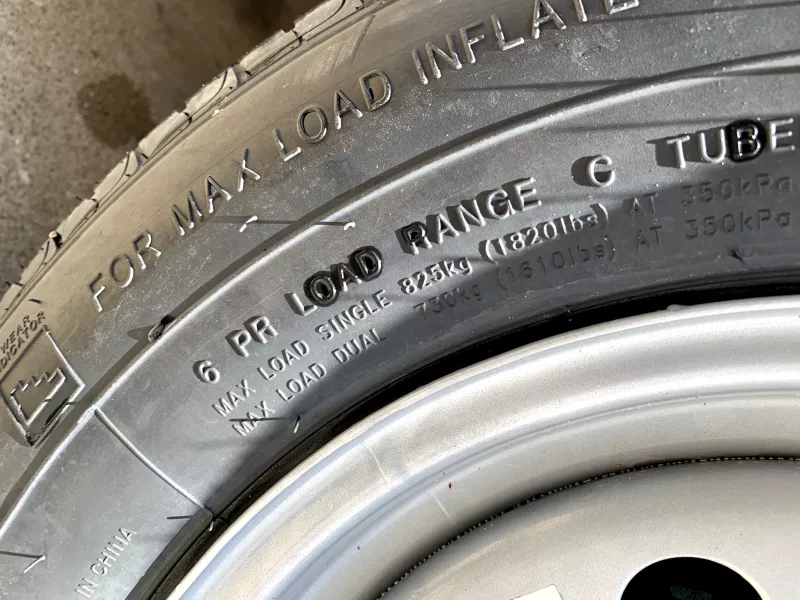 FOR MAX LOAD INFLATE
6 PR LOAD RANGE C TUBE
MAX LOAD SINGLE 825kg (1820lbs) AT 350kPa
MAX LOAD DUAL 730kg (1610lbs) AT 350kPa
WEAR
INDICATOR
IN CHINA